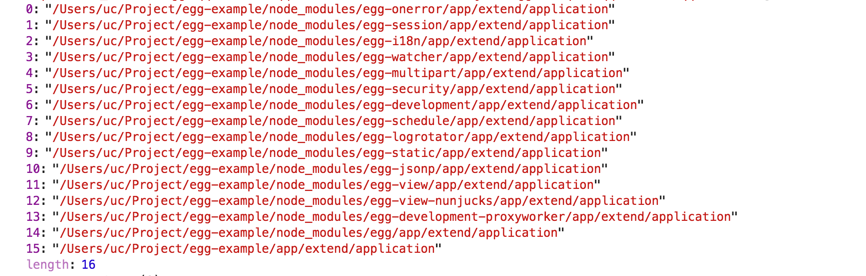 0: "/Users/uc/Project/egg-example/node_modules/egg-onerror/app/extend/application"
1: "/Users/uc/Project/egg-example/node_modules/egg-session/app/extend/application"
2: "/Users/uc/Project/egg-example/node_modules/egg-i18n/app/extend/application"
3: "/Users/uc/Project/egg-example/node_modules/egg-watcher/app/extend/application"
4: "/Users/uc/Project/egg-example/node_modules/egg-multipart/app/extend/application"
5: "/Users/uc/Project/egg-example/node_modules/egg-security/app/extend/application"
6: "/Users/uc/Project/egg-example/node_modules/egg-development/app/extend/application"
7: "/Users/uc/Project/egg-example/node_modules/egg-schedule/app/extend/application"
8: "/Users/uc/Project/egg-example/node_modules/egg-logrotator/app/extend/application"
9: "/Users/uc/Project/egg-example/node_modules/egg-static/app/extend/application"
10: "/Users/uc/Project/egg-example/node_modules/egg-jsonp/app/extend/application"
11: "/Users/uc/Project/egg-example/node_modules/egg-view/app/extend/application"
12: "/Users/uc/Project/egg-example/node_modules/egg-view-nunjucks/app/extend/application"
13: "/Users/uc/Project/egg-example/node_modules/egg-development-proxyworker/app/extend/application"
14: "/Users/uc/Project/egg-example/node_modules/egg/app/extend/application"
15: "/Users/uc/Project/egg-example/app/extend/application"
length: 16